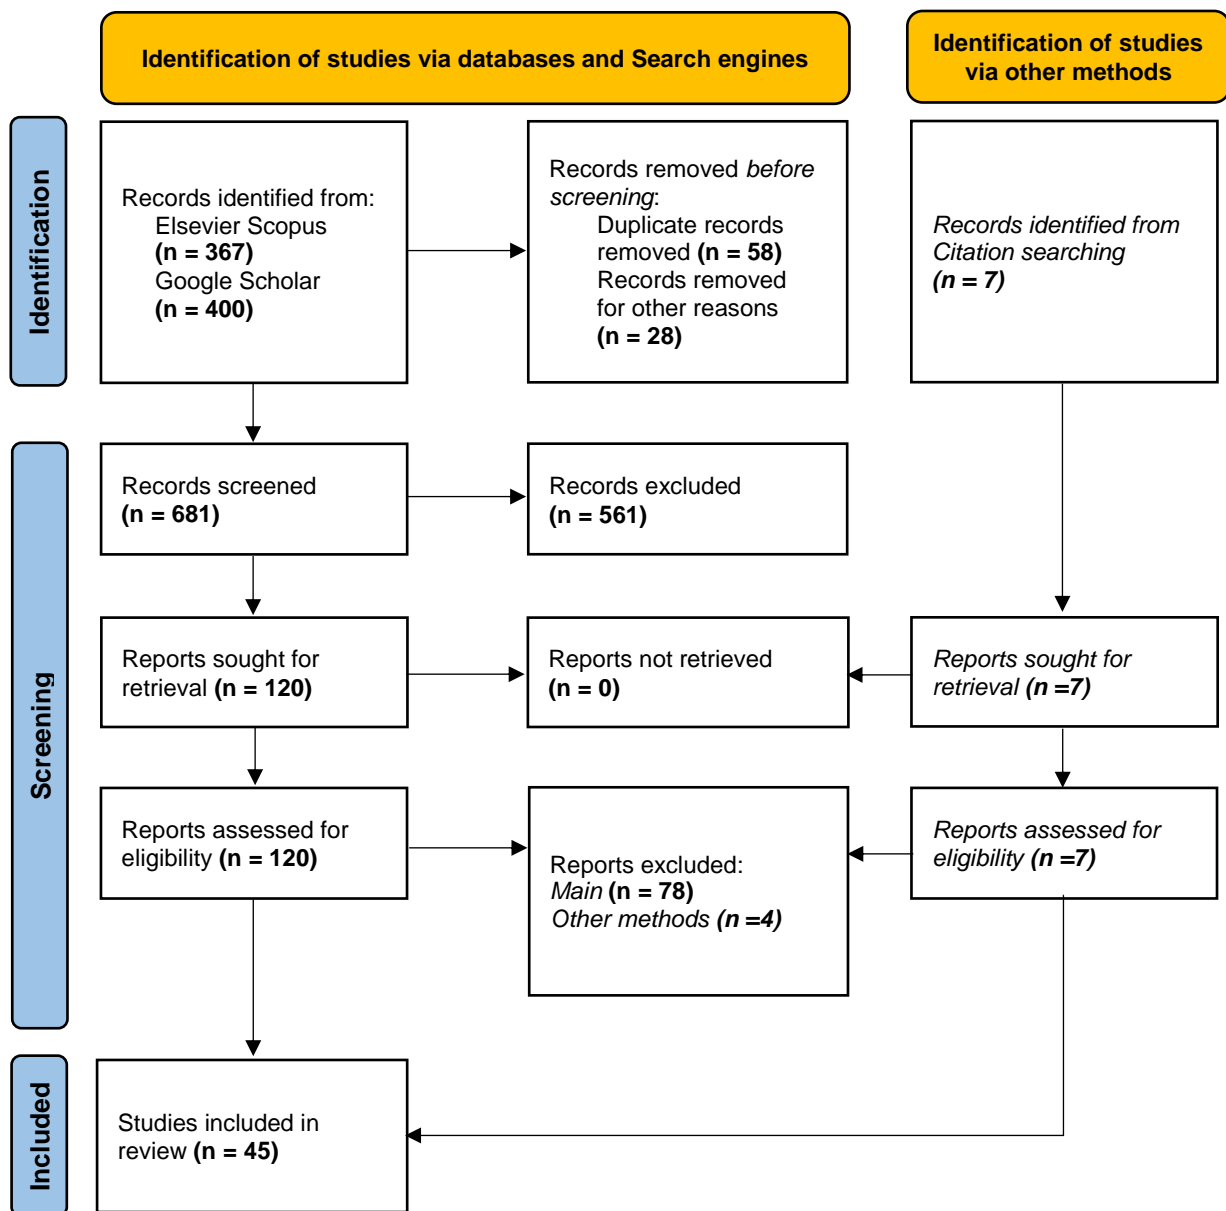 Identification of studies via databases and Search engines
Identification of studies
via other methods
Identification
Records identified from:
Elsevier Scopus
(n = 367)
Google Scholar
(n = 400)
Records removed before
screening:
Duplicate records
removed (n = 58)
Records removed
for other reasons
(n = 28)
Records identified from
Citation searching
(n = 7)
Screening
Records screened
(n = 681)
Records excluded
(n = 561)
Reports sought for
retrieval (n = 120)
Reports not retrieved
(n = 0)
Reports sought for
retrieval (n =7)
Reports assessed for
eligibility (n = 120)
Reports excluded:
Main (n = 78)
Other methods (n =4)
Reports assessed for
eligibility (n =7)
Included
Studies included in
review (n = 45)